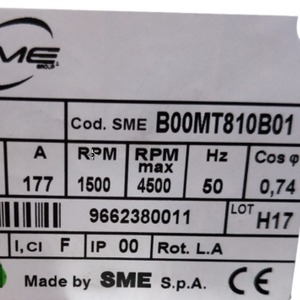 ME
GROUP
Cod. SME B00MT810B01
A RPM RPM max Hz Cos φ
177 1500 4500 50 0,74
9662380011 LOT H17
I,Cl F IP 00 Rot. L.A
Made by SME S.p.A. CE